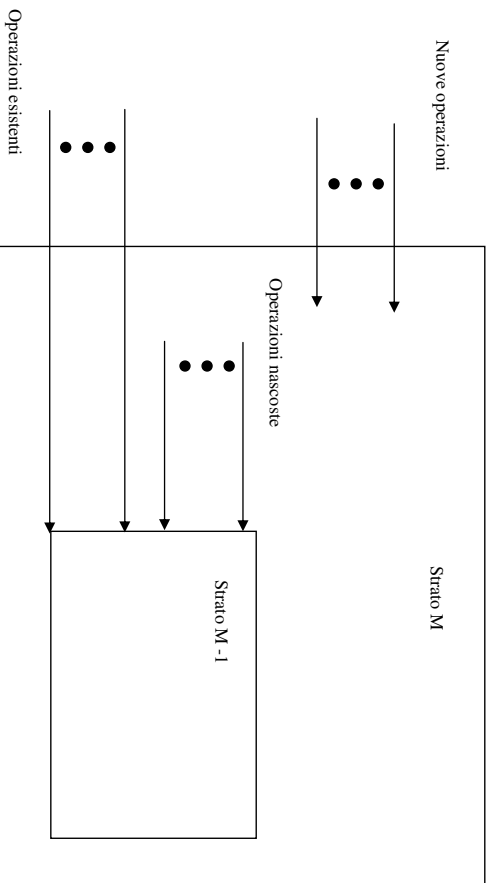 Nuove operazioni
Strato M
Operazioni nascoste
Strato M -1
Operazioni esistenti